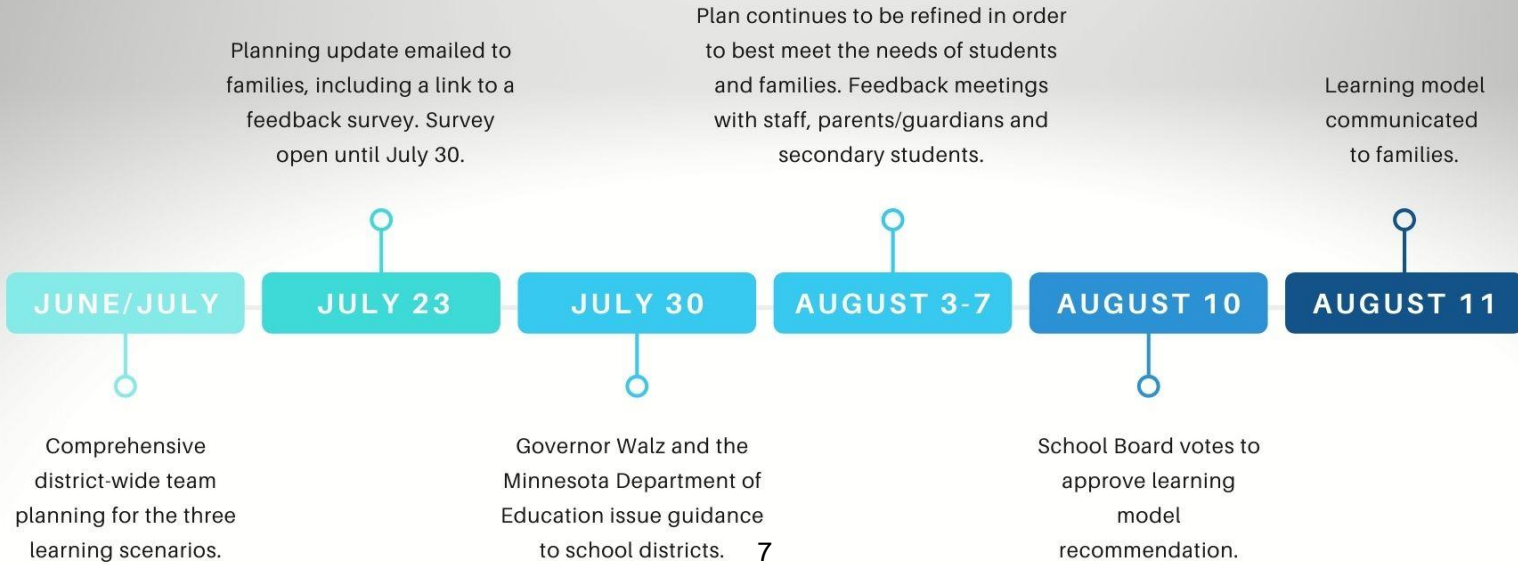 Planning update emailed to
families, including a link to a
feedback survey. Survey
open until July 30.
Plan continues to be refined in order
to best meet the needs of students
and families. Feedback meetings
with staff, parents/guardians and
secondary students.
Learning model
communicated
to families.
JUNE/JULY
JULY 23
JULY 30
AUGUST 3-7
AUGUST 10
AUGUST 11
Comprehensive
district-wide team
planning for the three
learning scenarios.
Governor Walz and the
Minnesota Department of
Education issue guidance
to school districts.
7
School Board votes to
approve learning
model
recommendation.